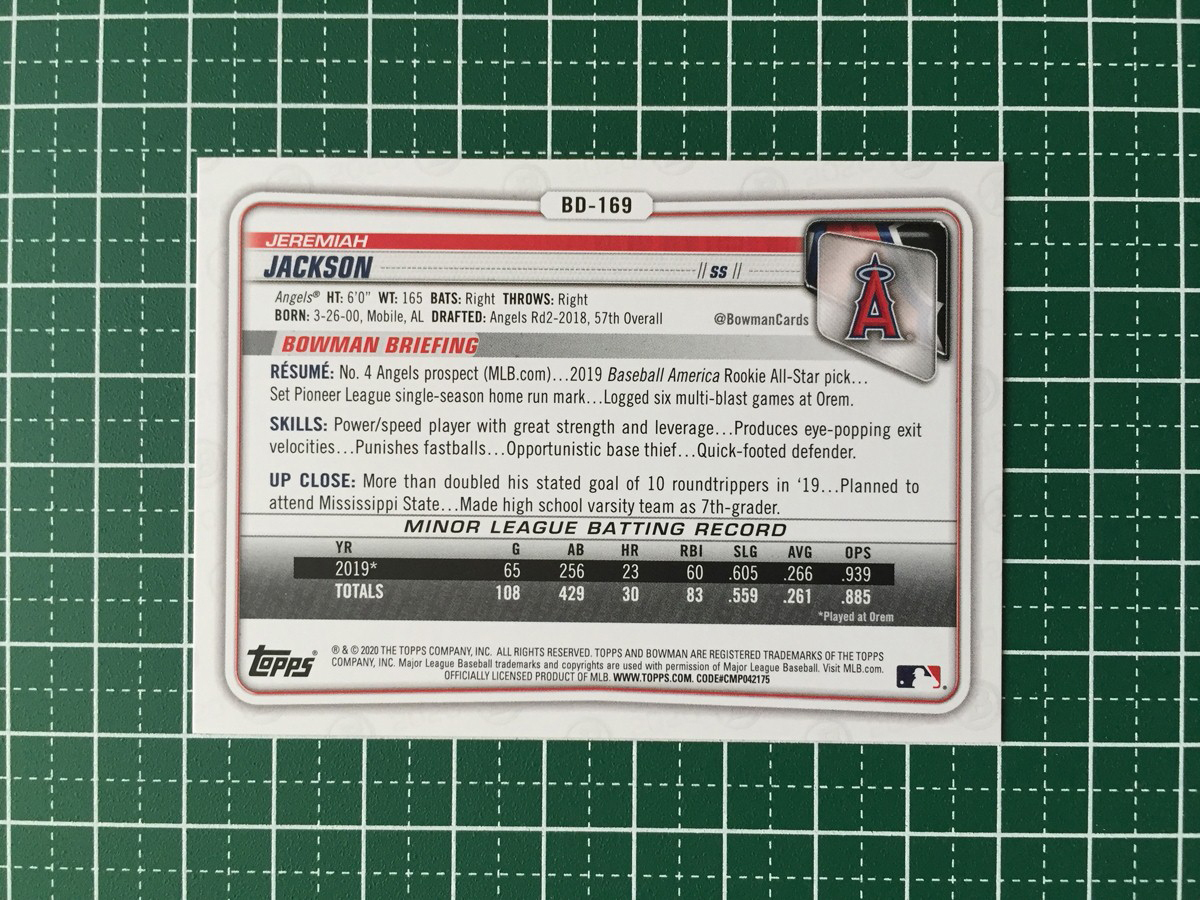 BD-169
JEREMIAH
JACKSON // SS //
Angels® HT: 6'0" WT: 165 BATS: Right THROWS: Right
BORN: 3-26-00, Mobile, AL DRAFTED: Angels Rd2-2018, 57th Overall @BowmanCards
A
BOWMAN BRIEFING
RÉSUMÉ: No. 4 Angels prospect (MLB.com)...2019 Baseball America Rookie All-Star pick...
Set Pioneer League single-season home run mark...Logged six multi-blast games at Orem.
SKILLS: Power/speed player with great strength and leverage...Produces eye-popping exit
velocities...Punishes fastballs...Opportunistic base thief...Quick-footed defender.
UP CLOSE: More than doubled his stated goal of 10 roundtrippers in '19...Planned to
attend Mississippi State...Made high school varsity team as 7th-grader.
MINOR LEAGUE BATTING RECORD
YR G AB HR RBI SLG AVG OPS
2019* 65 256 23 60 .605 .266 .939
TOTALS 108 429 30 83 .559 .261 .885
*Played at Orem
Topps® ® & © 2020 THE TOPPS COMPANY, INC. ALL RIGHTS RESERVED. TOPPS AND BOWMAN ARE REGISTERED TRADEMARKS OF THE TOPPS
COMPANY, INC. Major League Baseball trademarks and copyrights are used with permission of Major League Baseball. Visit MLB.com.
OFFICIALLY LICENSED PRODUCT OF MLB. WWW.TOPPS.COM. CODE#CMP042175